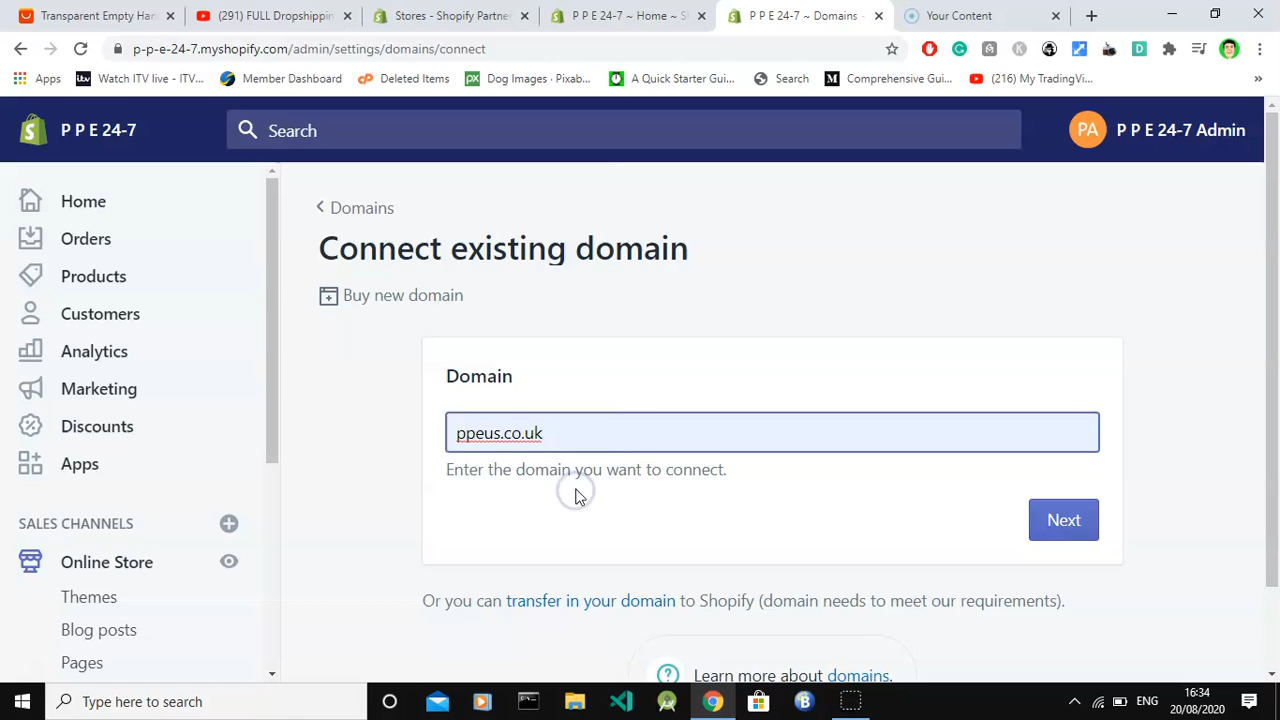 Transparent Empty Han
(291) FULL Dropshippin
Stores - Shopify Partne
P P E 24-7 ~ Home ~ Sh
P P E 24-7 ~ Domains -
Your Content
p-p-e-24-7.myshopify.com/admin/settings/domains/connect
Apps
Watch ITV live - ITV...
Member Dashboard
Deleted Items
Dog Images · Pixab...
A Quick Starter Gui...
Search
Comprehensive Gui...
(216) My TradingVi...
P P E 24-7
Search
PA
P P E 24-7 Admin
Home
Orders
Products
Customers
Analytics
Marketing
Discounts
Apps
SALES CHANNELS
Online Store
Themes
Blog posts
Pages
Domains
Connect existing domain
Buy new domain
Domain
ppeus.co.uk
Enter the domain you want to connect.
Next
Or you can transfer in your domain to Shopify (domain needs to meet our requirements).
Learn more about domains.
Type here to search
ENG
16:34
20/08/2020